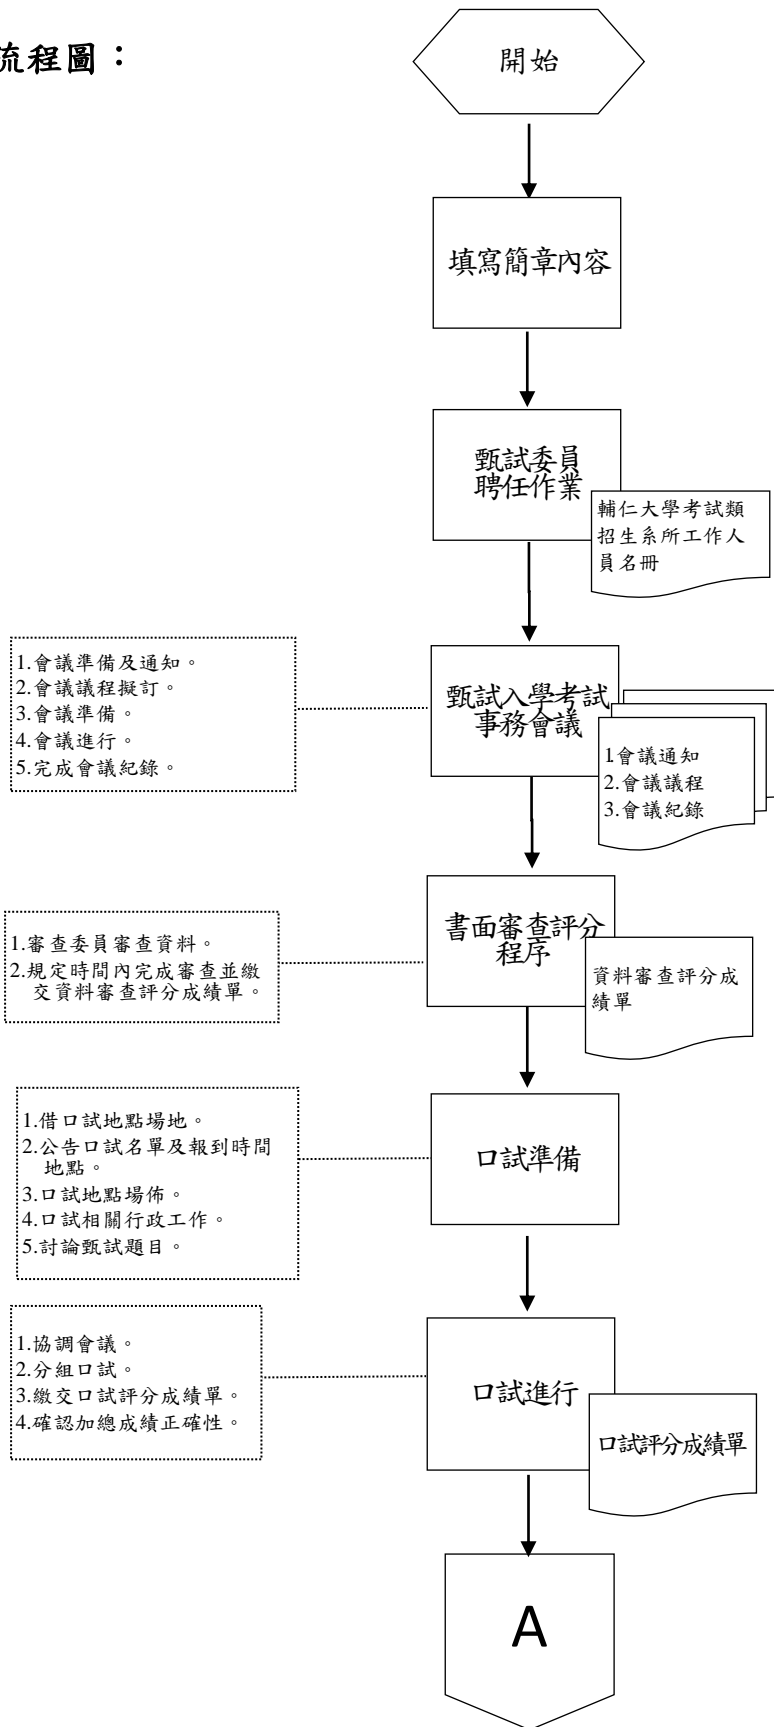 流程圖：
開始
填寫簡章內容
甄試委員
聘任作業
輔仁大學考試類
招生系所工作人
員名冊
1.會議準備及通知。
2.會議議程擬訂。
3.會議準備。
4.會議進行。
5.完成會議紀錄。
甄試入學考試
事務會議
1.會議通知
2.會議議程
3.會議紀錄
1.審查委員審查資料。
2.規定時間內完成審查並繳
交資料審查評分成績單。
書面審查評分
程序
資料審查評分成
績單
1.借口試地點場地。
2.公告口試名單及報到時間
地點。
3.口試地點場佈。
4.口試相關行政工作。
5.討論甄試題目。
口試準備
1.協調會議。
2.分組口試。
3.繳交口試評分成績單。
4.確認加總成績正確性。
口試進行
口試評分成績單
A